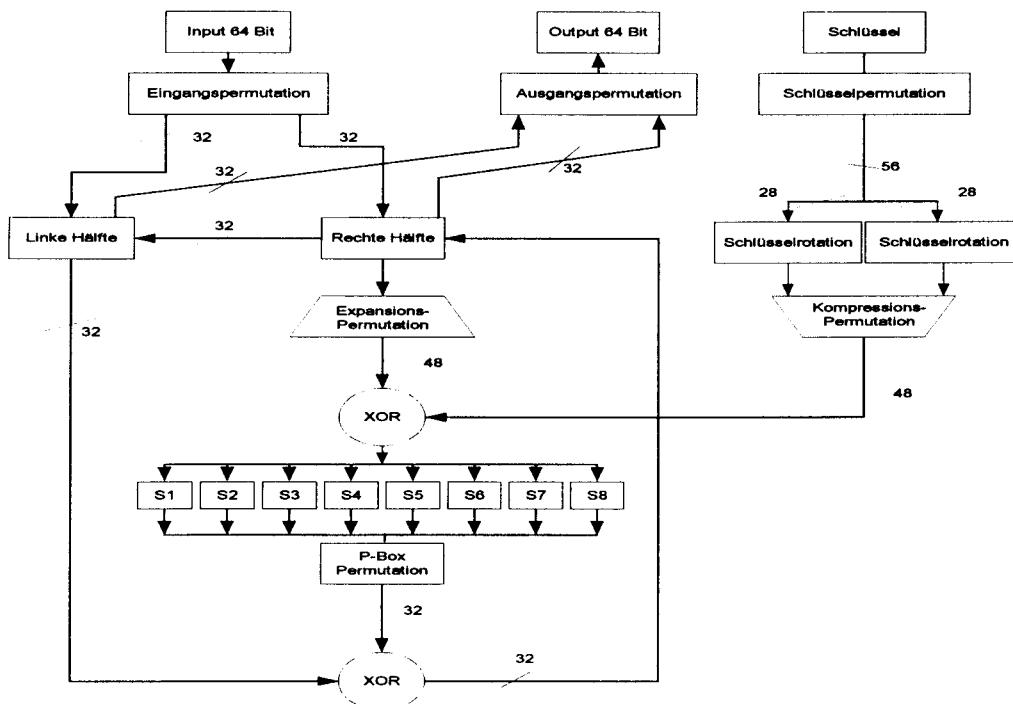 Input 64 Bit
Output 64 Bit
Schlüssel
Eingangspermutation
Ausgangspermutation
Schlüsselpermutation
32
32
32
32
56
28
28
Linke Hälfte
32
Rechte Hälfte
Schlüsselrotation
Schlüsselrotation
Expansions-
Permutation
Kompressions-
Permutation
32
48
48
XOR
S1
S2
S3
S4
S5
S6
S7
S8
P-Box
Permutation
32
XOR
32